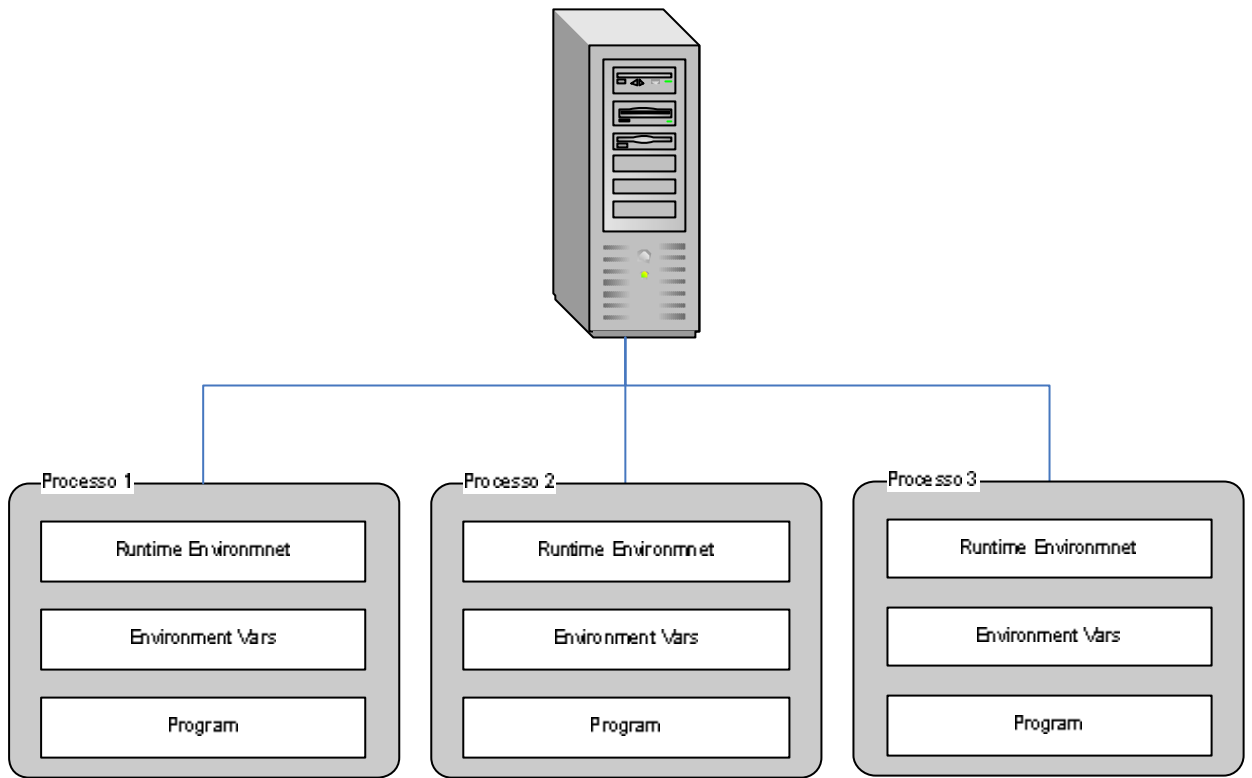 Processo 1
Runtime Environmnet
Environment Vars
Program
Processo 2
Runtime Environmnet
Environment Vars
Program
Processo 3
Runtime Environmnet
Environment Vars
Program